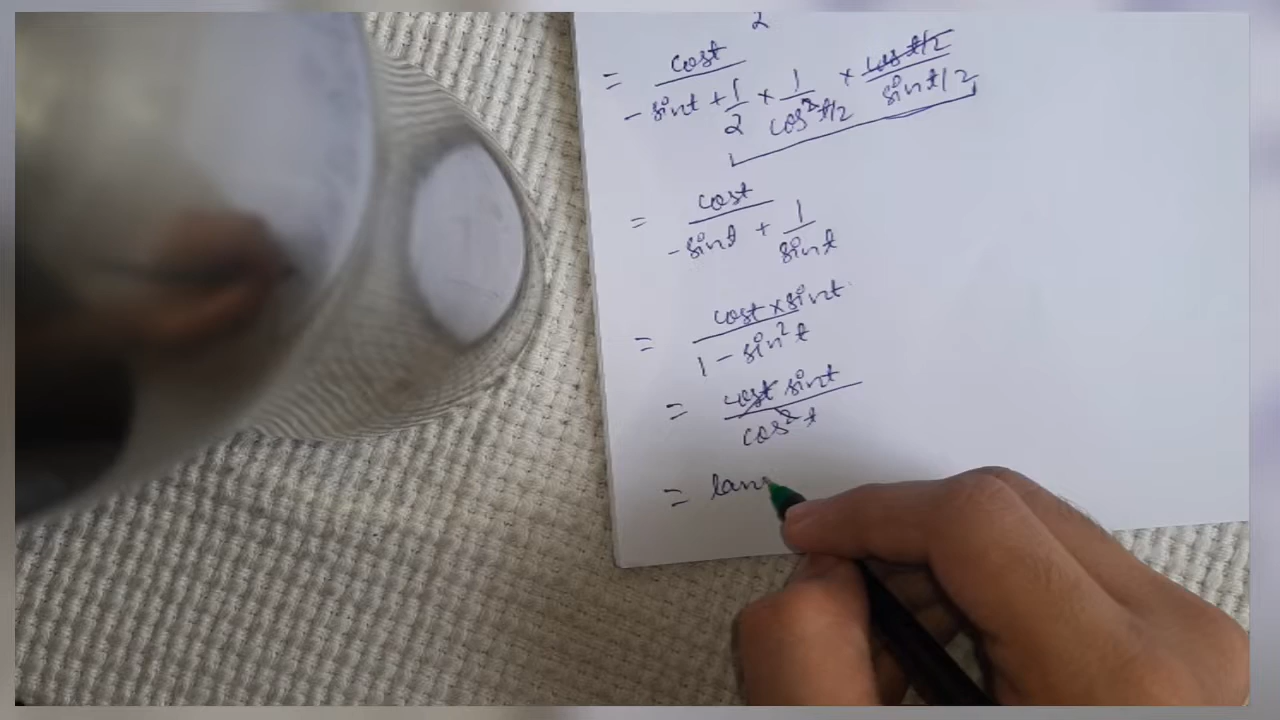 2
= cost / -sint + 1/2 × 1/cos²t/2 × cos t/2 / sint/2
= cost / -sint + 1/sint
= cost × sint / 1 - sin²t
= cost sint / cos²t
= tan